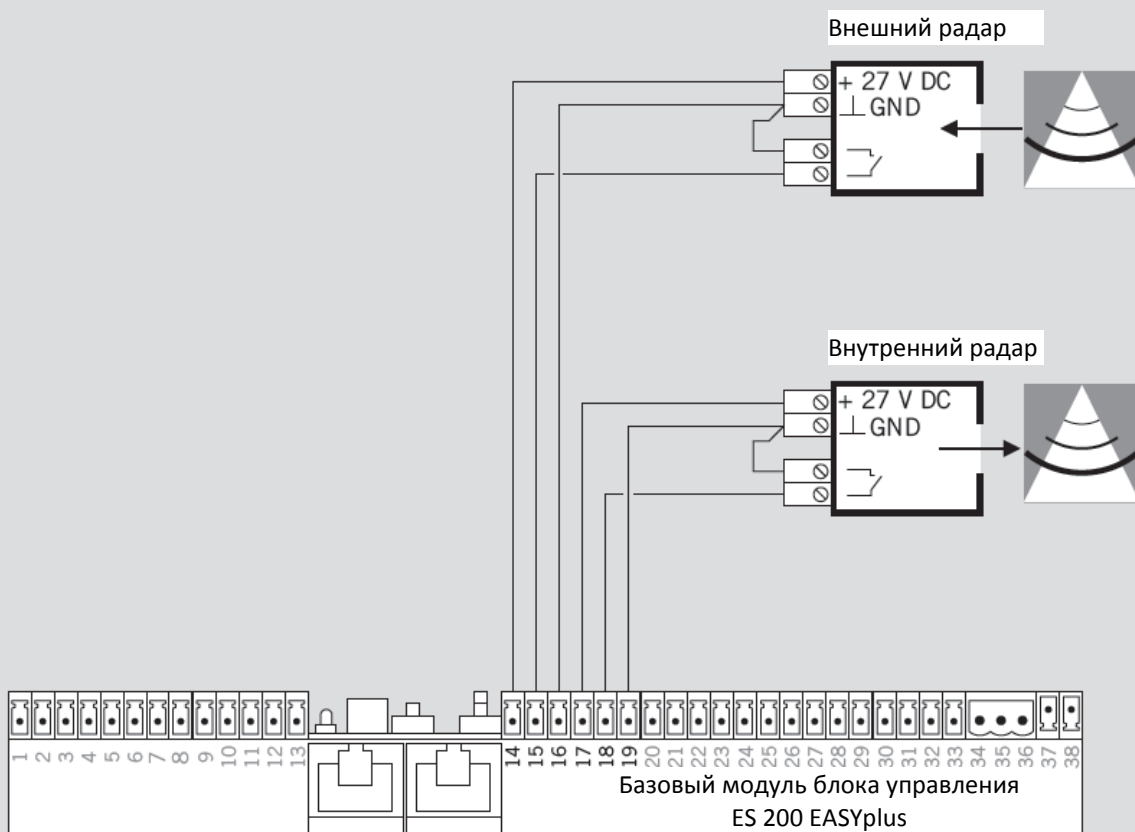 Внешний радар
+ 27 V DC
GND
Внутренний радар
+ 27 V DC
GND
1 2 3 4 5 6 7 8 9 10 11 12 13 14 15 16 17 18 19 20 21 22 23 24 25 26 27 28 29 30 31 32 33 34 35 36 37 38
Базовый модуль блока управления
ES 200 EASYplus